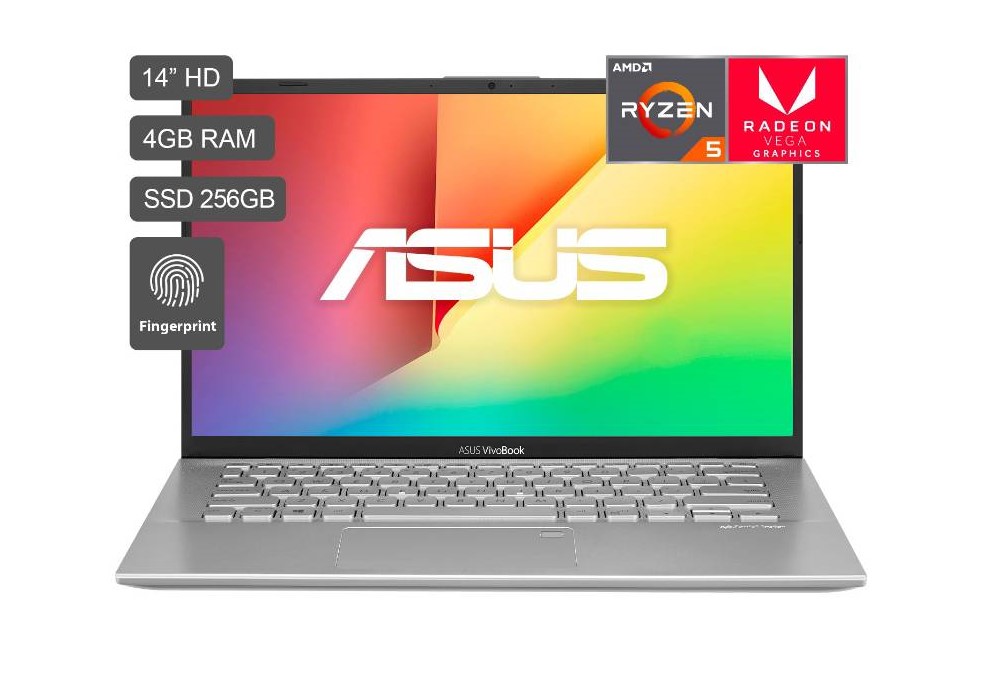 14” HD
4GB RAM
SSD 256GB
Fingerprint
AMD
RYZEN
5
RADEON
VEGA
GRAPHICS
ASUS
ASUS VivoBook